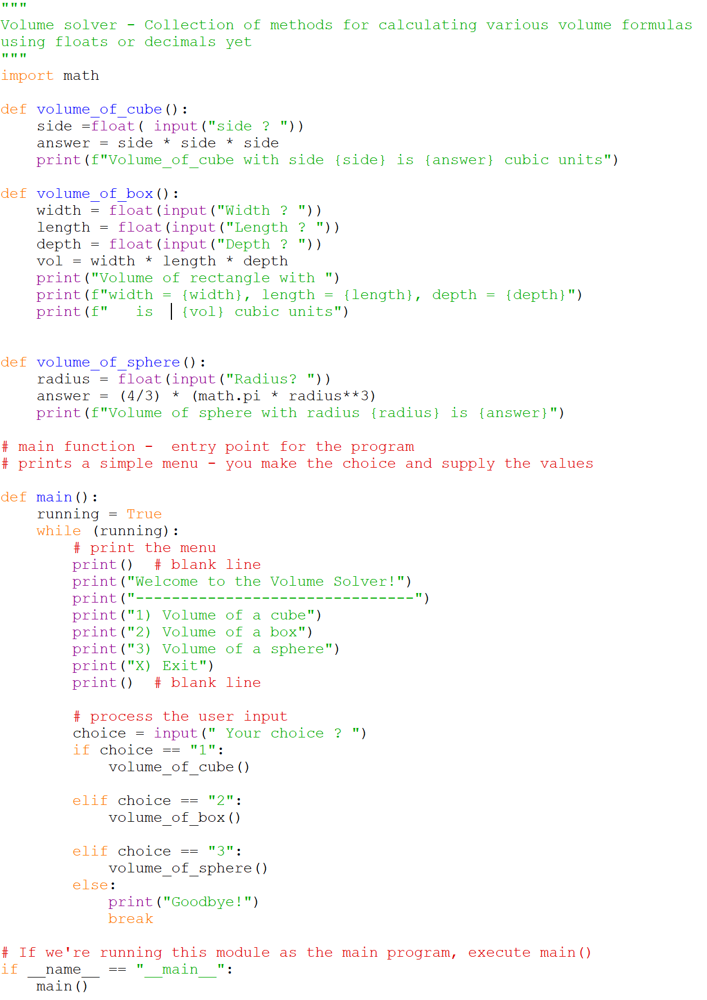 """
Volume solver - Collection of methods for calculating various volume formulas
using floats or decimals yet
"""
import math

def volume_of_cube():
    side =float( input("side ? "))
    answer = side * side * side
    print(f"Volume_of_cube with side {side} is {answer} cubic units")

def volume_of_box():
    width = float(input("Width ? "))
    length = float(input("Length ? "))
    depth = float(input("Depth ? "))
    vol = width * length * depth
    print("Volume of rectangle with ")
    print(f"width = {width}, length = {length}, depth = {depth}")
    print(f"   is   {vol} cubic units")


def volume_of_sphere():
    radius = float(input("Radius? "))
    answer = (4/3) * (math.pi * radius**3)
    print(f"Volume of sphere with radius {radius} is {answer}")

# main function -  entry point for the program
# prints a simple menu - you make the choice and supply the values

def main():
    running = True
    while (running):
        # print the menu
        print()  # blank line
        print("Welcome to the Volume Solver!")
        print("-------------------------------")
        print("1) Volume of a cube")
        print("2) Volume of a box")
        print("3) Volume of a sphere")
        print("X) Exit")
        print()  # blank line

        # process the user input
        choice = input(" Your choice ? ")
        if choice == "1":
            volume_of_cube()

        elif choice == "2":
            volume_of_box()

        elif choice == "3":
            volume_of_sphere()
        else:
            print("Goodbye!")
            break

# If we're running this module as the main program, execute main()
if __name__ == "__main__":
    main()